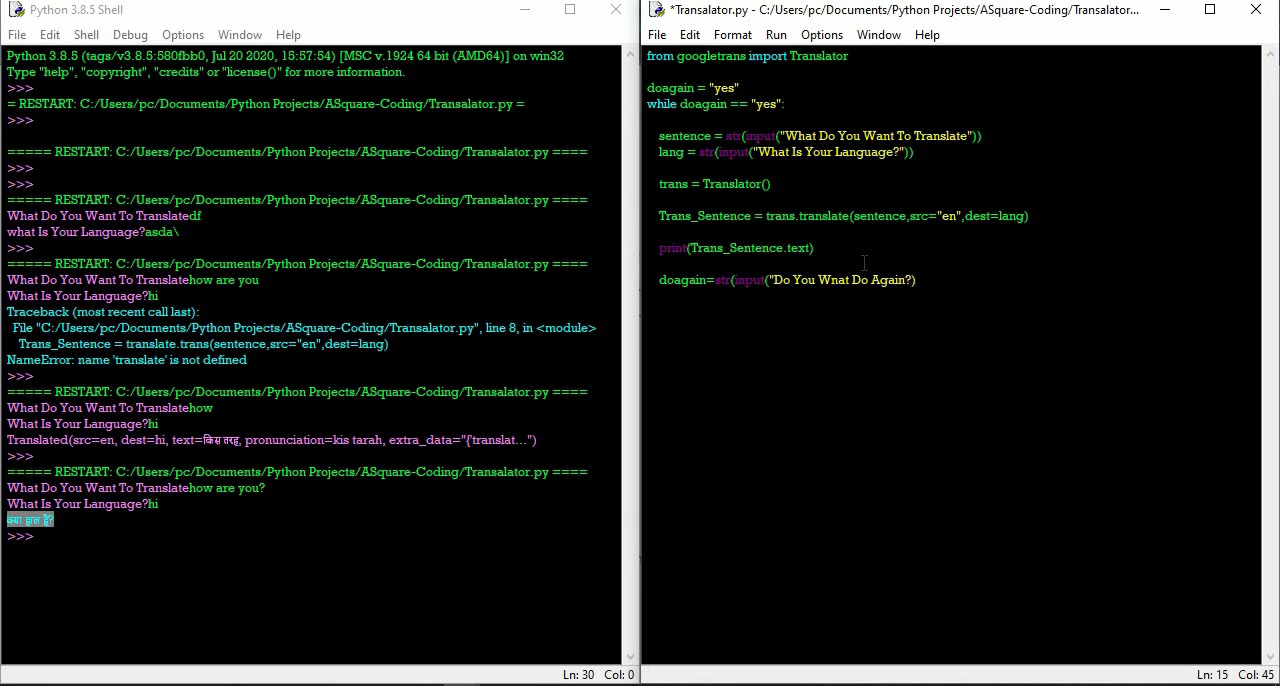 Python 3.8.5 Shell
File Edit Shell Debug Options Window Help
Python 3.8.5 (tags/v3.8.5:580fbb0, Jul 20 2020, 15:57:54) [MSC v.1924 64 bit (AMD64)] on win32
Type "help", "copyright", "credits" or "license()" for more information.
>>>
= RESTART: C:/Users/pc/Documents/Python Projects/ASquare-Coding/Transalator.py =
>>>
===== RESTART: C:/Users/pc/Documents/Python Projects/ASquare-Coding/Transalator.py ====
>>>
>>>
===== RESTART: C:/Users/pc/Documents/Python Projects/ASquare-Coding/Transalator.py ====
What Do You Want To Translatedf
what Is Your Language?asda\
>>>
===== RESTART: C:/Users/pc/Documents/Python Projects/ASquare-Coding/Transalator.py ====
What Do You Want To Translatehow are you
What Is Your Language?hi
Traceback (most recent call last):
File "C:/Users/pc/Documents/Python Projects/ASquare-Coding/Transalator.py", line 8, in <module>
Trans_Sentence = translate.trans(sentence,src="en",dest=lang)
NameError: name 'translate' is not defined
>>>
===== RESTART: C:/Users/pc/Documents/Python Projects/ASquare-Coding/Transalator.py ====
What Do You Want To Translatehow
What Is Your Language?hi
Translated(src=en, dest=hi, text=किस तरह, pronunciation=kis tarah, extra_data="{'translat...")
>>>
===== RESTART: C:/Users/pc/Documents/Python Projects/ASquare-Coding/Transalator.py ====
What Do You Want To Translatehow are you?
What Is Your Language?hi
क्या हाल है?
>>>
Ln: 30 Col: 0
*Transalator.py - C:/Users/pc/Documents/Python Projects/ASquare-Coding/Transalator...
File Edit Format Run Options Window Help
from googletrans import Translator
doagain = "yes"
while doagain == "yes":
sentence = str(input("What Do You Want To Translate"))
lang = str(input("What Is Your Language?"))
trans = Translator()
Trans_Sentence = trans.translate(sentence,src="en",dest=lang)
print(Trans_Sentence.text)
doagain=str(input("Do You Wnat Do Again?)
Ln: 15 Col: 45